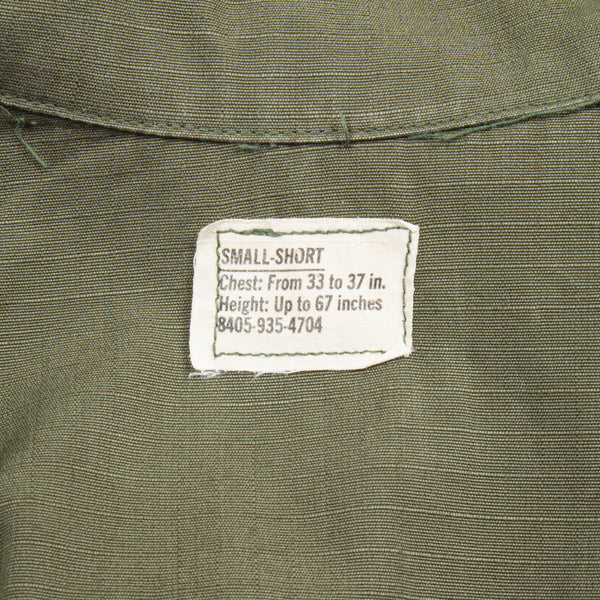 SMALL-SHORT
Chest: From 33 to 37 in.
Height: Up to 67 inches
8405-935-4704